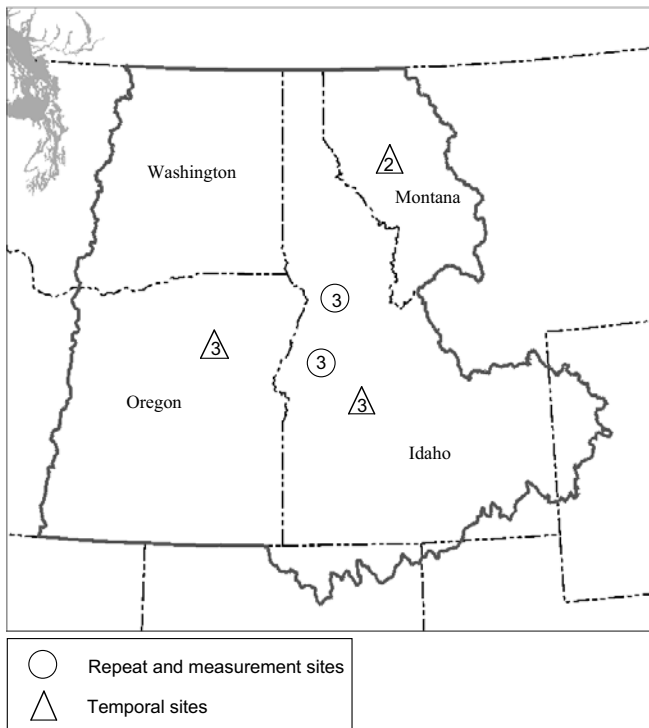 2
Washington
Montana
3
3
3
Oregon
3
Idaho
Repeat and measurement sites
Temporal sites